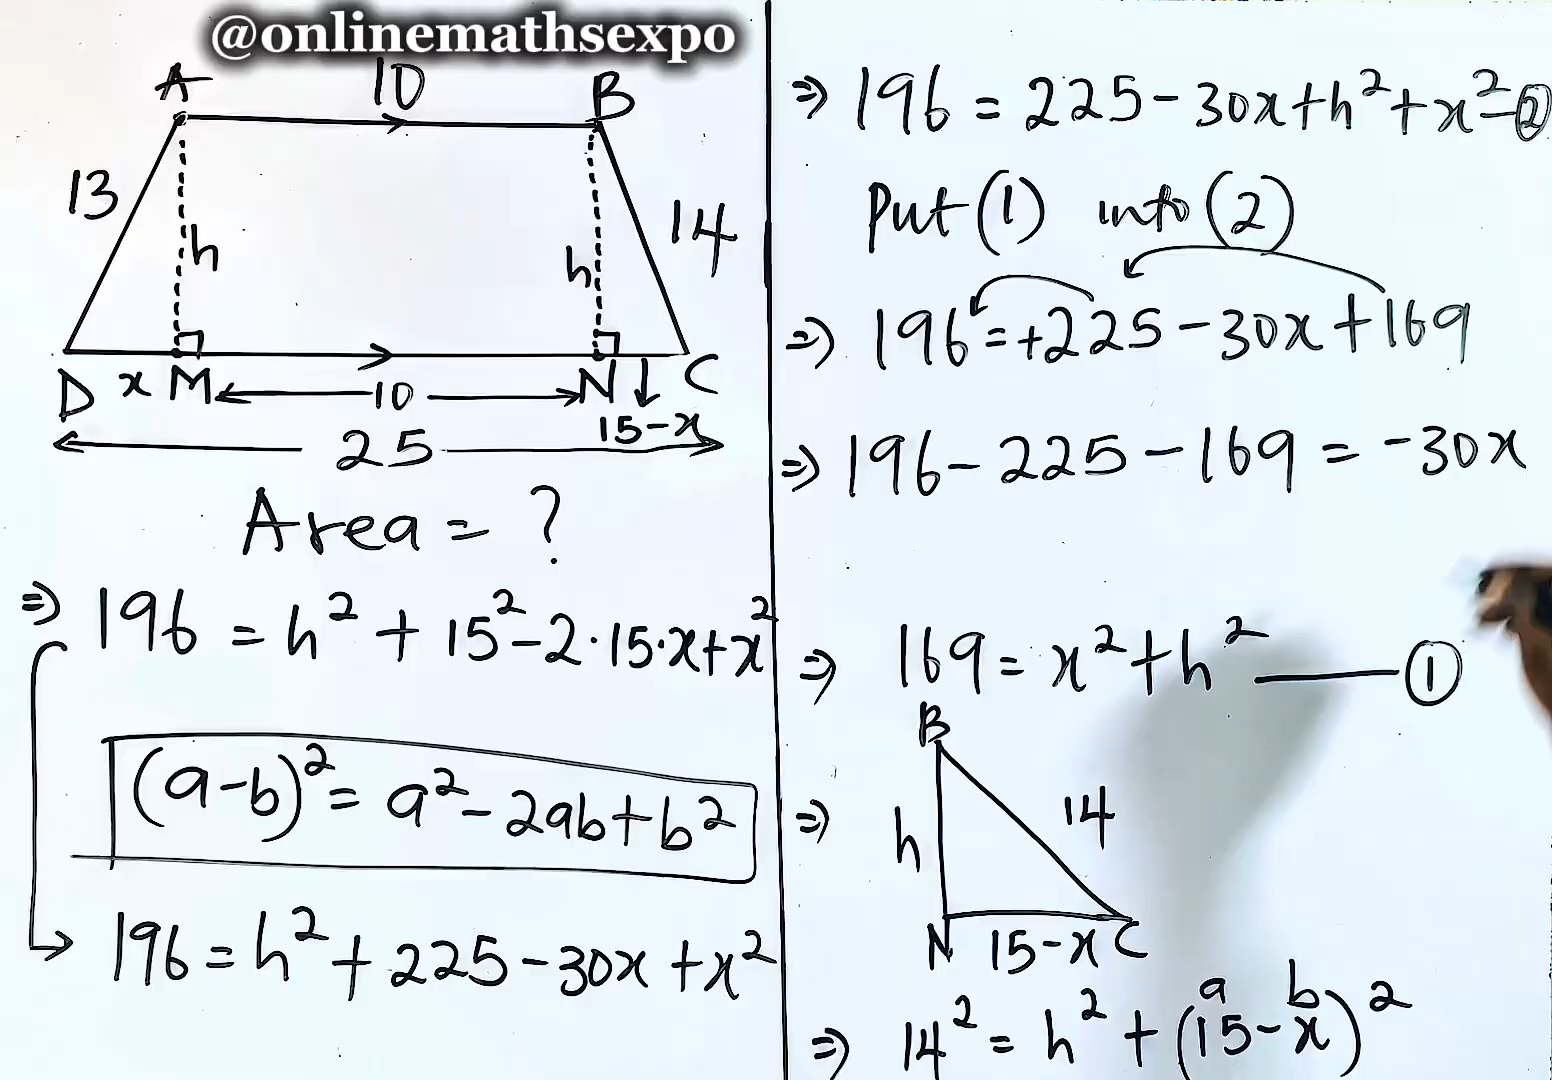 @onlinemathsexpo
A 10 B
13 h h 14
D x M 10 N C
15-x
25
Area = ?
⇒ 196 = h² + 15² - 2·15·x + x²
(a-b)² = a² - 2ab + b²
→ 196 = h² + 225 - 30x + x²
⇒ 196 = 225 - 30x + h² + x² — ②
Put (1) into (2)
⇒ 196 = +225 - 30x + 169
⇒ 196 - 225 - 169 = -30x
⇒ 169 = x² + h² — ①
B
⇒ h 14
N 15-x C
a b
⇒ 14² = h² + (15-x)²